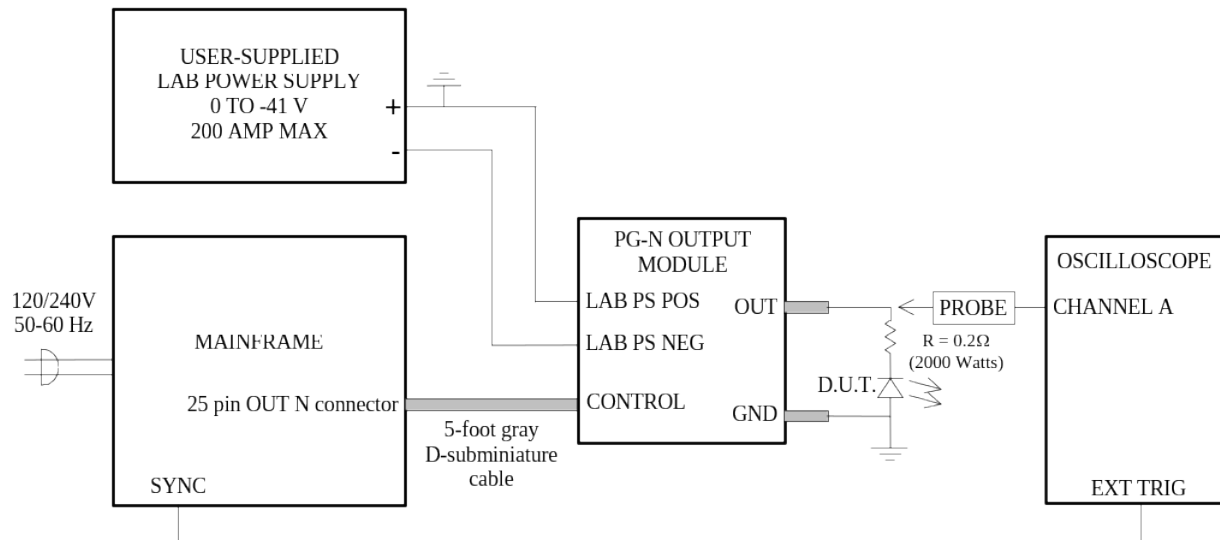 USER-SUPPLIED
LAB POWER SUPPLY
0 TO -41 V
200 AMP MAX
+
-
120/240V
50-60 Hz
MAINFRAME
25 pin OUT N connector
SYNC
5-foot gray
D-subminiature
cable
PG-N OUTPUT
MODULE
LAB PS POS
LAB PS NEG
CONTROL
OUT
GND
PROBE
R = 0.2Ω
(2000 Watts)
D.U.T.
OSCILLOSCOPE
CHANNEL A
EXT TRIG